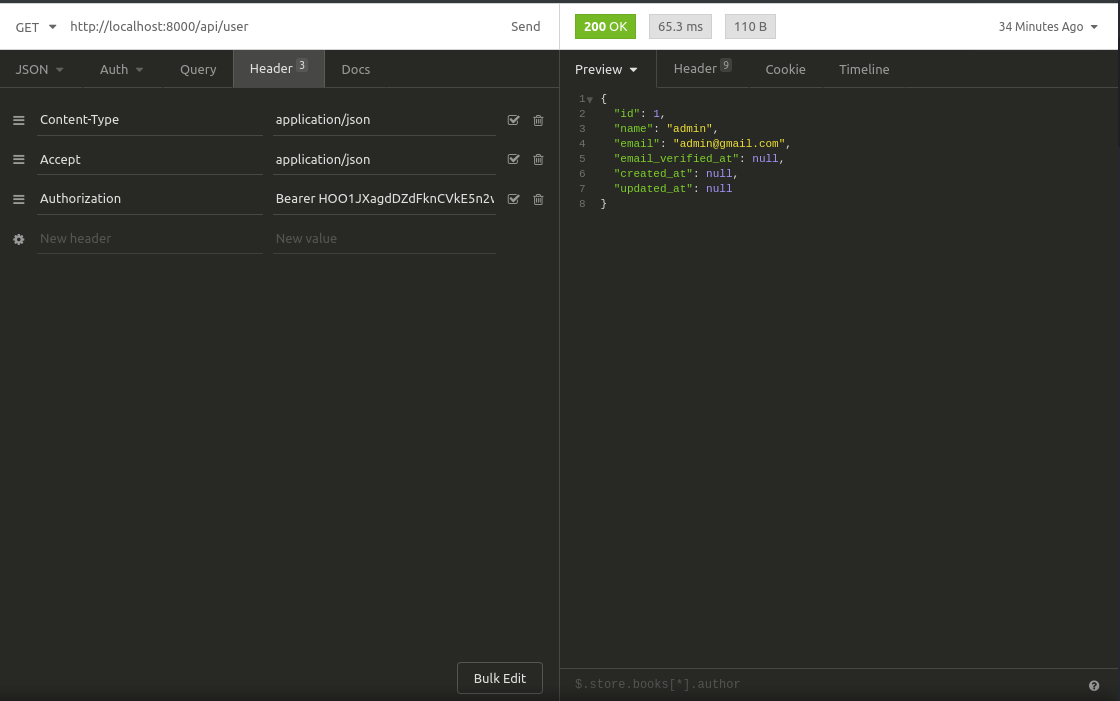 GET http://localhost:8000/api/user Send
200 OK 65.3 ms 110 B 34 Minutes Ago
JSON Auth Query Header 3 Docs
Preview Header 9 Cookie Timeline
Content-Type application/json
Accept application/json
Authorization Bearer HOO1JXagdDZdFknCVkE5n2v
New header New value
Bulk Edit
1 {
2 "id": 1,
3 "name": "admin",
4 "email": "admin@gmail.com",
5 "email_verified_at": null,
6 "created_at": null,
7 "updated_at": null
8 }
$.store.books[*].author